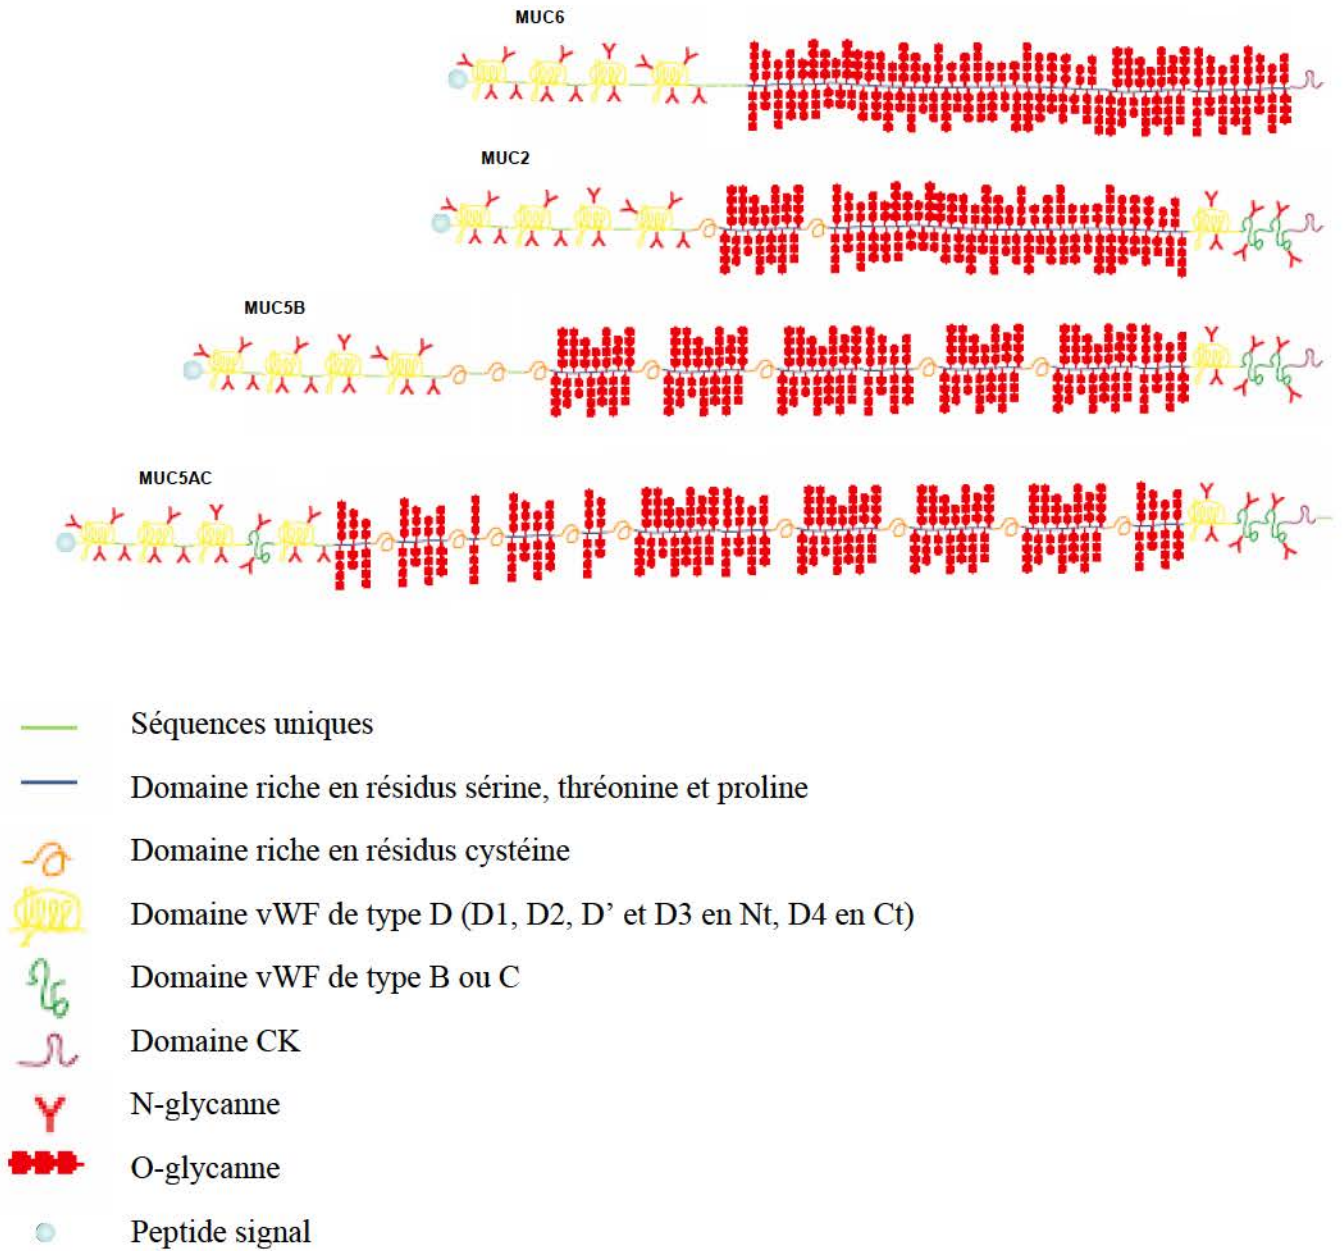 MUC6
MUC2
MUC5B
MUC5AC
Séquences uniques
Domaine riche en résidus sérine, thréonine et proline
Domaine riche en résidus cystéine
Domaine vWF de type D (D1, D2, D’ et D3 en Nt, D4 en Ct)
Domaine vWF de type B ou C
Domaine CK
N-glycanne
O-glycanne
Peptide signal